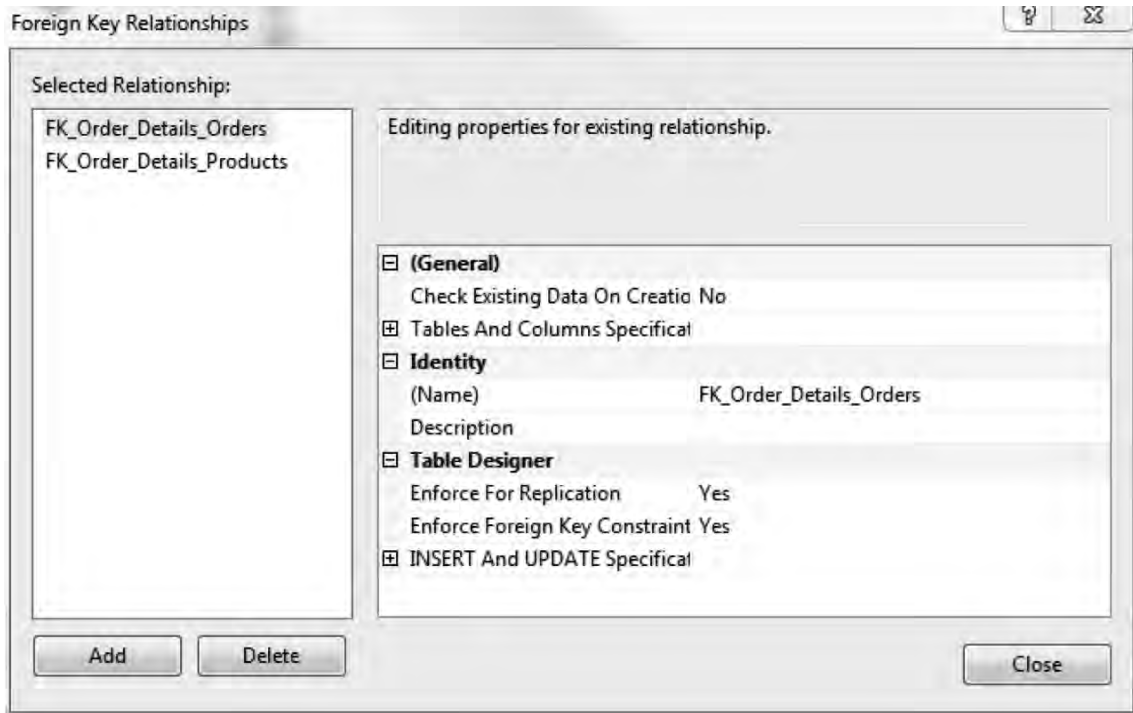 Foreign Key Relationships
Selected Relationship:
FK_Order_Details_Orders
FK_Order_Details_Products
Editing properties for existing relationship.
(General)
Check Existing Data On Creatio No
Tables And Columns Specificat
Identity
(Name) FK_Order_Details_Orders
Description
Table Designer
Enforce For Replication Yes
Enforce Foreign Key Constraint Yes
INSERT And UPDATE Specificat
Add Delete Close